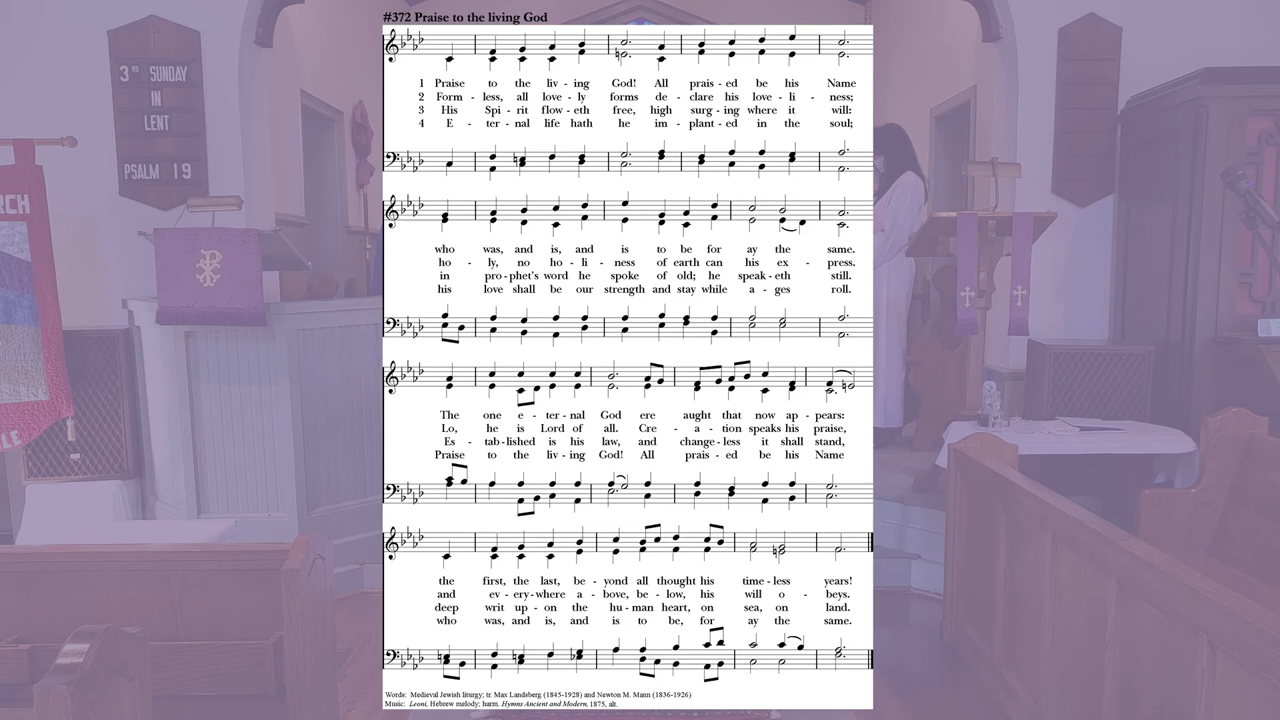 #372 Praise to the living God
1 Praise to the liv - ing God! All prais - ed be his Name
2 Form - less, all love - ly forms de - clare his love - li - ness;
3 His Spi - rit flow - eth free, high surg - ing where it will:
4 E - ter - nal life hath he im - plant - ed in the soul;
who was, and is, and is to be for ay the same.
ho - ly, no ho - li - ness of earth can his ex - press.
in pro - phet's word he spoke of old; he speak - eth still.
his love shall be our strength and stay while a - ges roll.
The one e - ter - nal God ere aught that now ap - pears:
Lo, he is Lord of all. Cre - a - tion speaks his praise,
Es - tab - lished is his law, and change - less it shall stand,
Praise to the liv - ing God! All prais - ed be his Name
the first, the last, be - yond all thought his time - less years!
and ev - ery - where a - bove, be - low, his will o - beys.
deep writ up - on the hu - man heart, on sea, on land.
who was, and is, and is to be, for ay the same.
Words: Medieval Jewish liturgy; tr. Max Landsberg (1845-1928) and Newton M. Mann (1836-1926)
Music: Leoni, Hebrew melody; harm. Hymns Ancient and Modern, 1875, alt.
3RD SUNDAY
IN
LENT
PSALM 19
RCH
LE